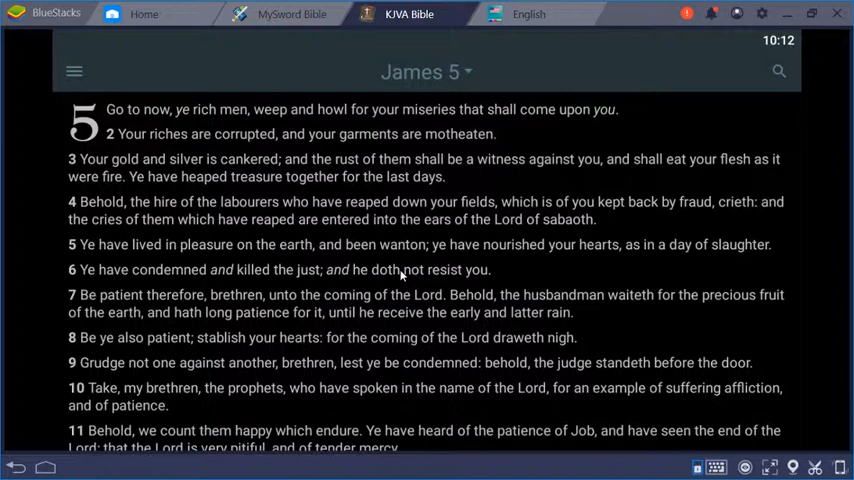 BlueStacks Home MySword Bible KJVA Bible English
10:12
James 5
5 Go to now, ye rich men, weep and howl for your miseries that shall come upon you.
2 Your riches are corrupted, and your garments are motheaten.
3 Your gold and silver is cankered; and the rust of them shall be a witness against you, and shall eat your flesh as it
were fire. Ye have heaped treasure together for the last days.
4 Behold, the hire of the labourers who have reaped down your fields, which is of you kept back by fraud, crieth: and
the cries of them which have reaped are entered into the ears of the Lord of sabaoth.
5 Ye have lived in pleasure on the earth, and been wanton; ye have nourished your hearts, as in a day of slaughter.
6 Ye have condemned and killed the just; and he doth not resist you.
7 Be patient therefore, brethren, unto the coming of the Lord. Behold, the husbandman waiteth for the precious fruit
of the earth, and hath long patience for it, until he receive the early and latter rain.
8 Be ye also patient; stablish your hearts: for the coming of the Lord draweth nigh.
9 Grudge not one against another, brethren, lest ye be condemned: behold, the judge standeth before the door.
10 Take, my brethren, the prophets, who have spoken in the name of the Lord, for an example of suffering affliction,
and of patience.
11 Behold, we count them happy which endure. Ye have heard of the patience of Job, and have seen the end of the
Lord; that the Lord is very pitiful, and of tender mercy.